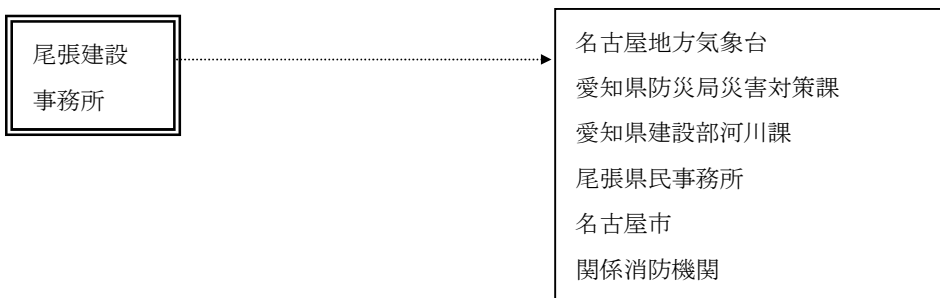 尾張建設
事務所
名古屋地方気象台
愛知県防災局災害対策課
愛知県建設部河川課
尾張県民事務所
名古屋市
関係消防機関